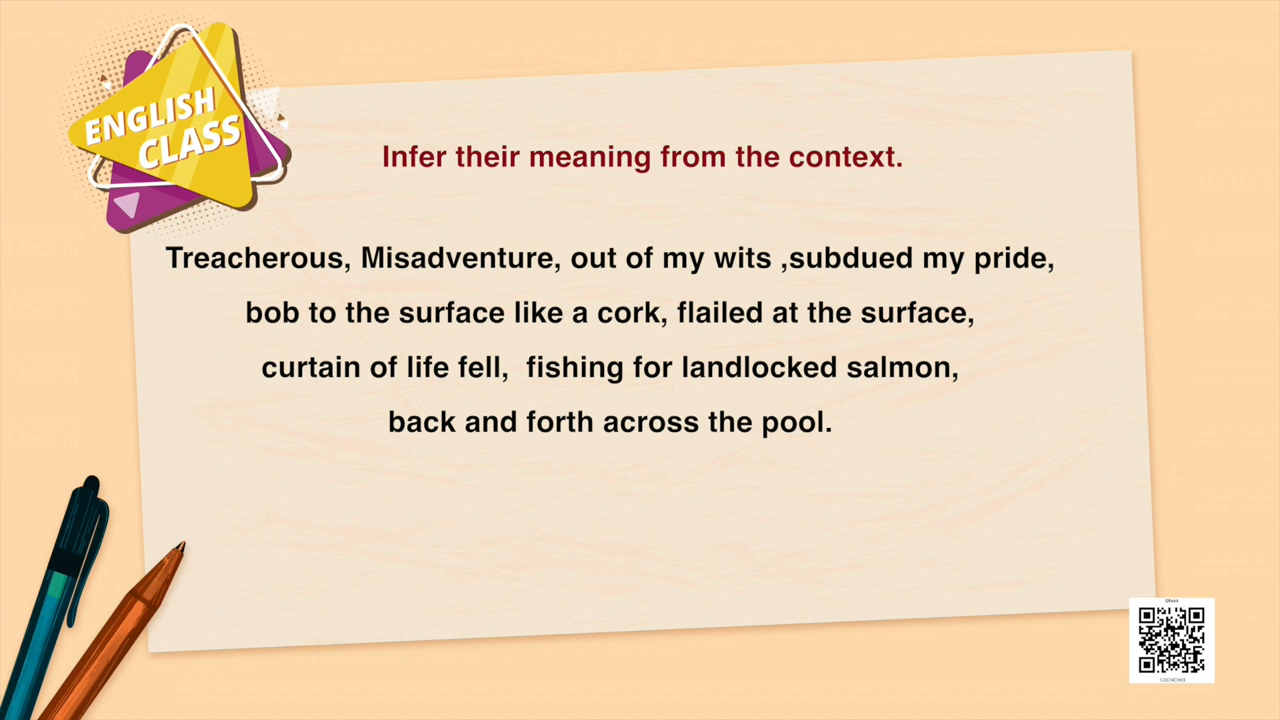 ENGLISH
CLASS
Infer their meaning from the context.
Treacherous, Misadventure, out of my wits ,subdued my pride,
bob to the surface like a cork, flailed at the surface,
curtain of life fell,  fishing for landlocked salmon,
back and forth across the pool.